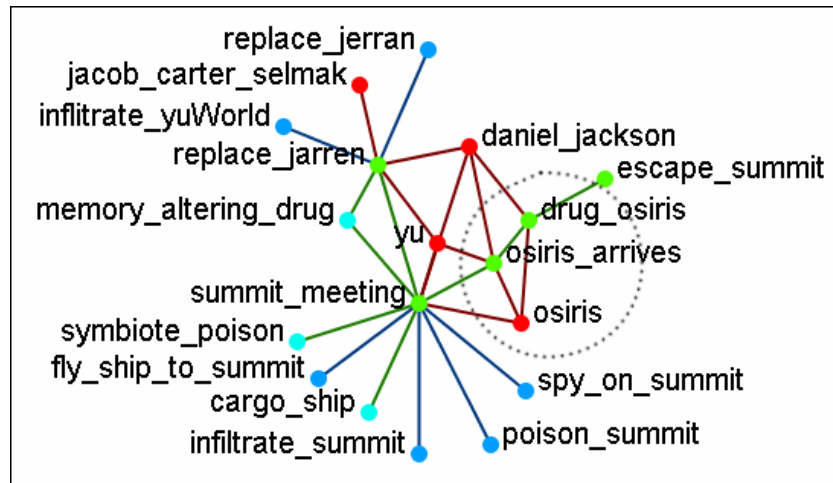 replace_jerran
jacob_carter_selmak
inflitrate_yuWorld
daniel_jackson
replace_jarren
escape_summit
memory_altering_drug
drug_osiris
yu
osiris_arrives
summit_meeting
osiris
symbiote_poison
fly_ship_to_summit
spy_on_summit
cargo_ship
infiltrate_summit
poison_summit